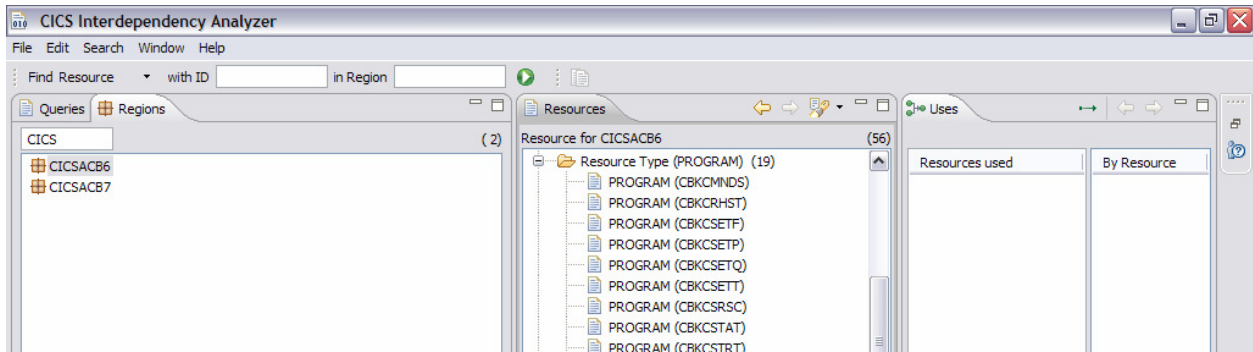 CICS Interdependency Analyzer
File Edit Search Window Help
Find Resource with ID in Region
Queries Regions
CICS (2)
CICSACB6
CICSACB7
Resources
Resource for CICSACB6 (56)
Resource Type (PROGRAM) (19)
PROGRAM (CBKCMNDS)
PROGRAM (CBKCRHST)
PROGRAM (CBKCSETF)
PROGRAM (CBKCSETP)
PROGRAM (CBKCSETQ)
PROGRAM (CBKCSETT)
PROGRAM (CBKCSRSC)
PROGRAM (CBKCSTAT)
PROGRAM (CBKCSTRT)
Uses
Resources used By Resource